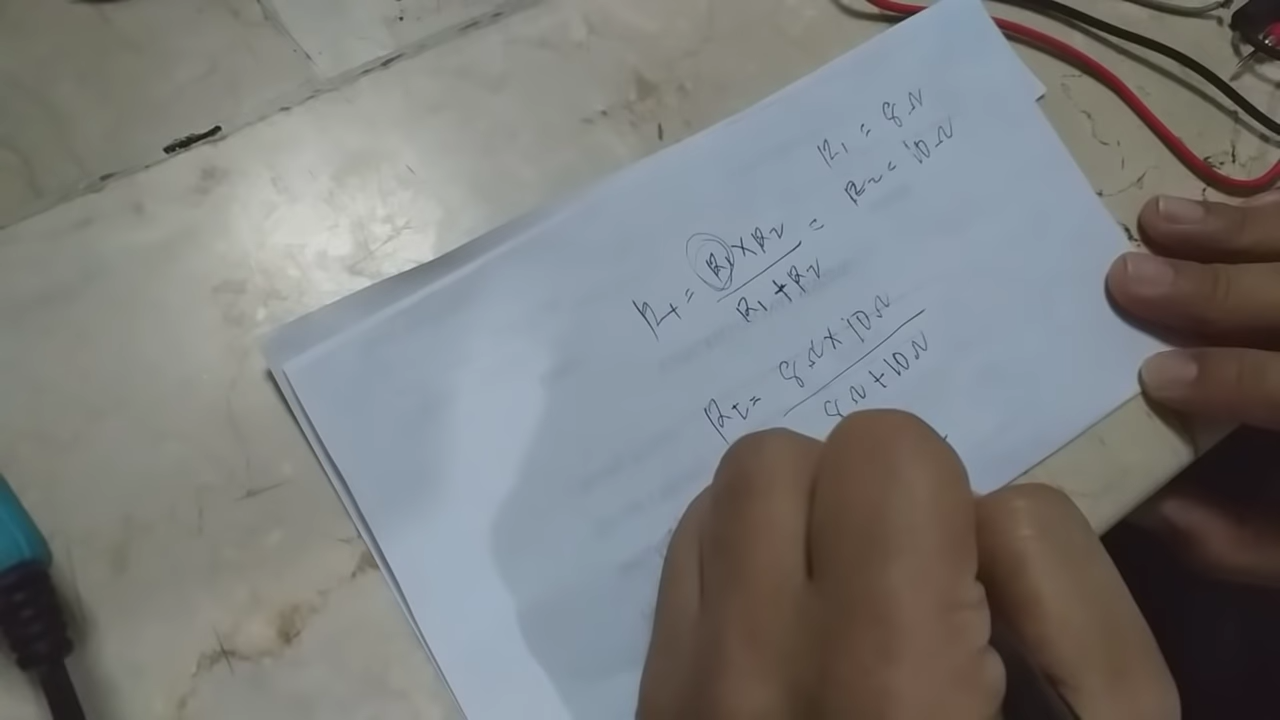 R1 = 8Ω
R2 = 10Ω
Rt = R1 x R2 / R1 + R2 =
Rt = 8Ω x 10Ω / 8Ω + 10Ω